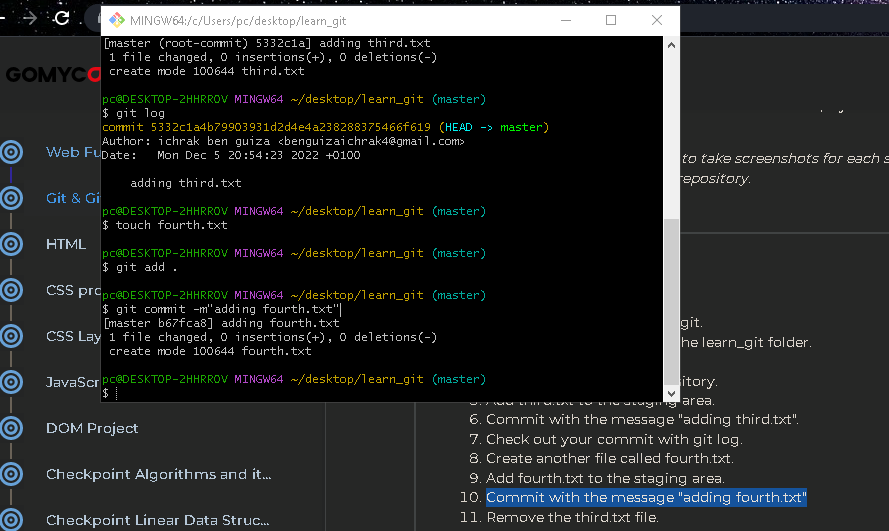 MINGW64:/c/Users/pc/desktop/learn_git
[master (root-commit) 5332c1a] adding third.txt
1 file changed, 0 insertions(+), 0 deletions(-)
create mode 100644 third.txt
pc@DESKTOP-2HHRROV MINGW64 ~/desktop/learn_git (master)
$ git log
commit 5332c1a4b79903931d2d4e4a238288375466f619 (HEAD -> master)
Author: ichrak ben guiza <benguizaichrak4@gmail.com>
Date:   Mon Dec 5 20:54:23 2022 +0100
adding third.txt
pc@DESKTOP-2HHRROV MINGW64 ~/desktop/learn_git (master)
$ touch fourth.txt
pc@DESKTOP-2HHRROV MINGW64 ~/desktop/learn_git (master)
$ git add .
pc@DESKTOP-2HHRROV MINGW64 ~/desktop/learn_git (master)
$ git commit -m"adding fourth.txt"
[master b67fca8] adding fourth.txt
1 file changed, 0 insertions(+), 0 deletions(-)
create mode 100644 fourth.txt
pc@DESKTOP-2HHRROV MINGW64 ~/desktop/learn_git (master)
$
GOMYC
Web Fu
Git & Gi
HTML
CSS pro
CSS Lay
JavaScr
DOM Project
Checkpoint Algorithms and it...
Checkpoint Linear Data Struc...
to take screenshots for each s
repository.
git.
he learn_git folder.
ository.
5. Add third.txt to the staging area.
6. Commit with the message "adding third.txt".
7. Check out your commit with git log.
8. Create another file called fourth.txt.
9. Add fourth.txt to the staging area.
10. Commit with the message "adding fourth.txt"
11. Remove the third.txt file.